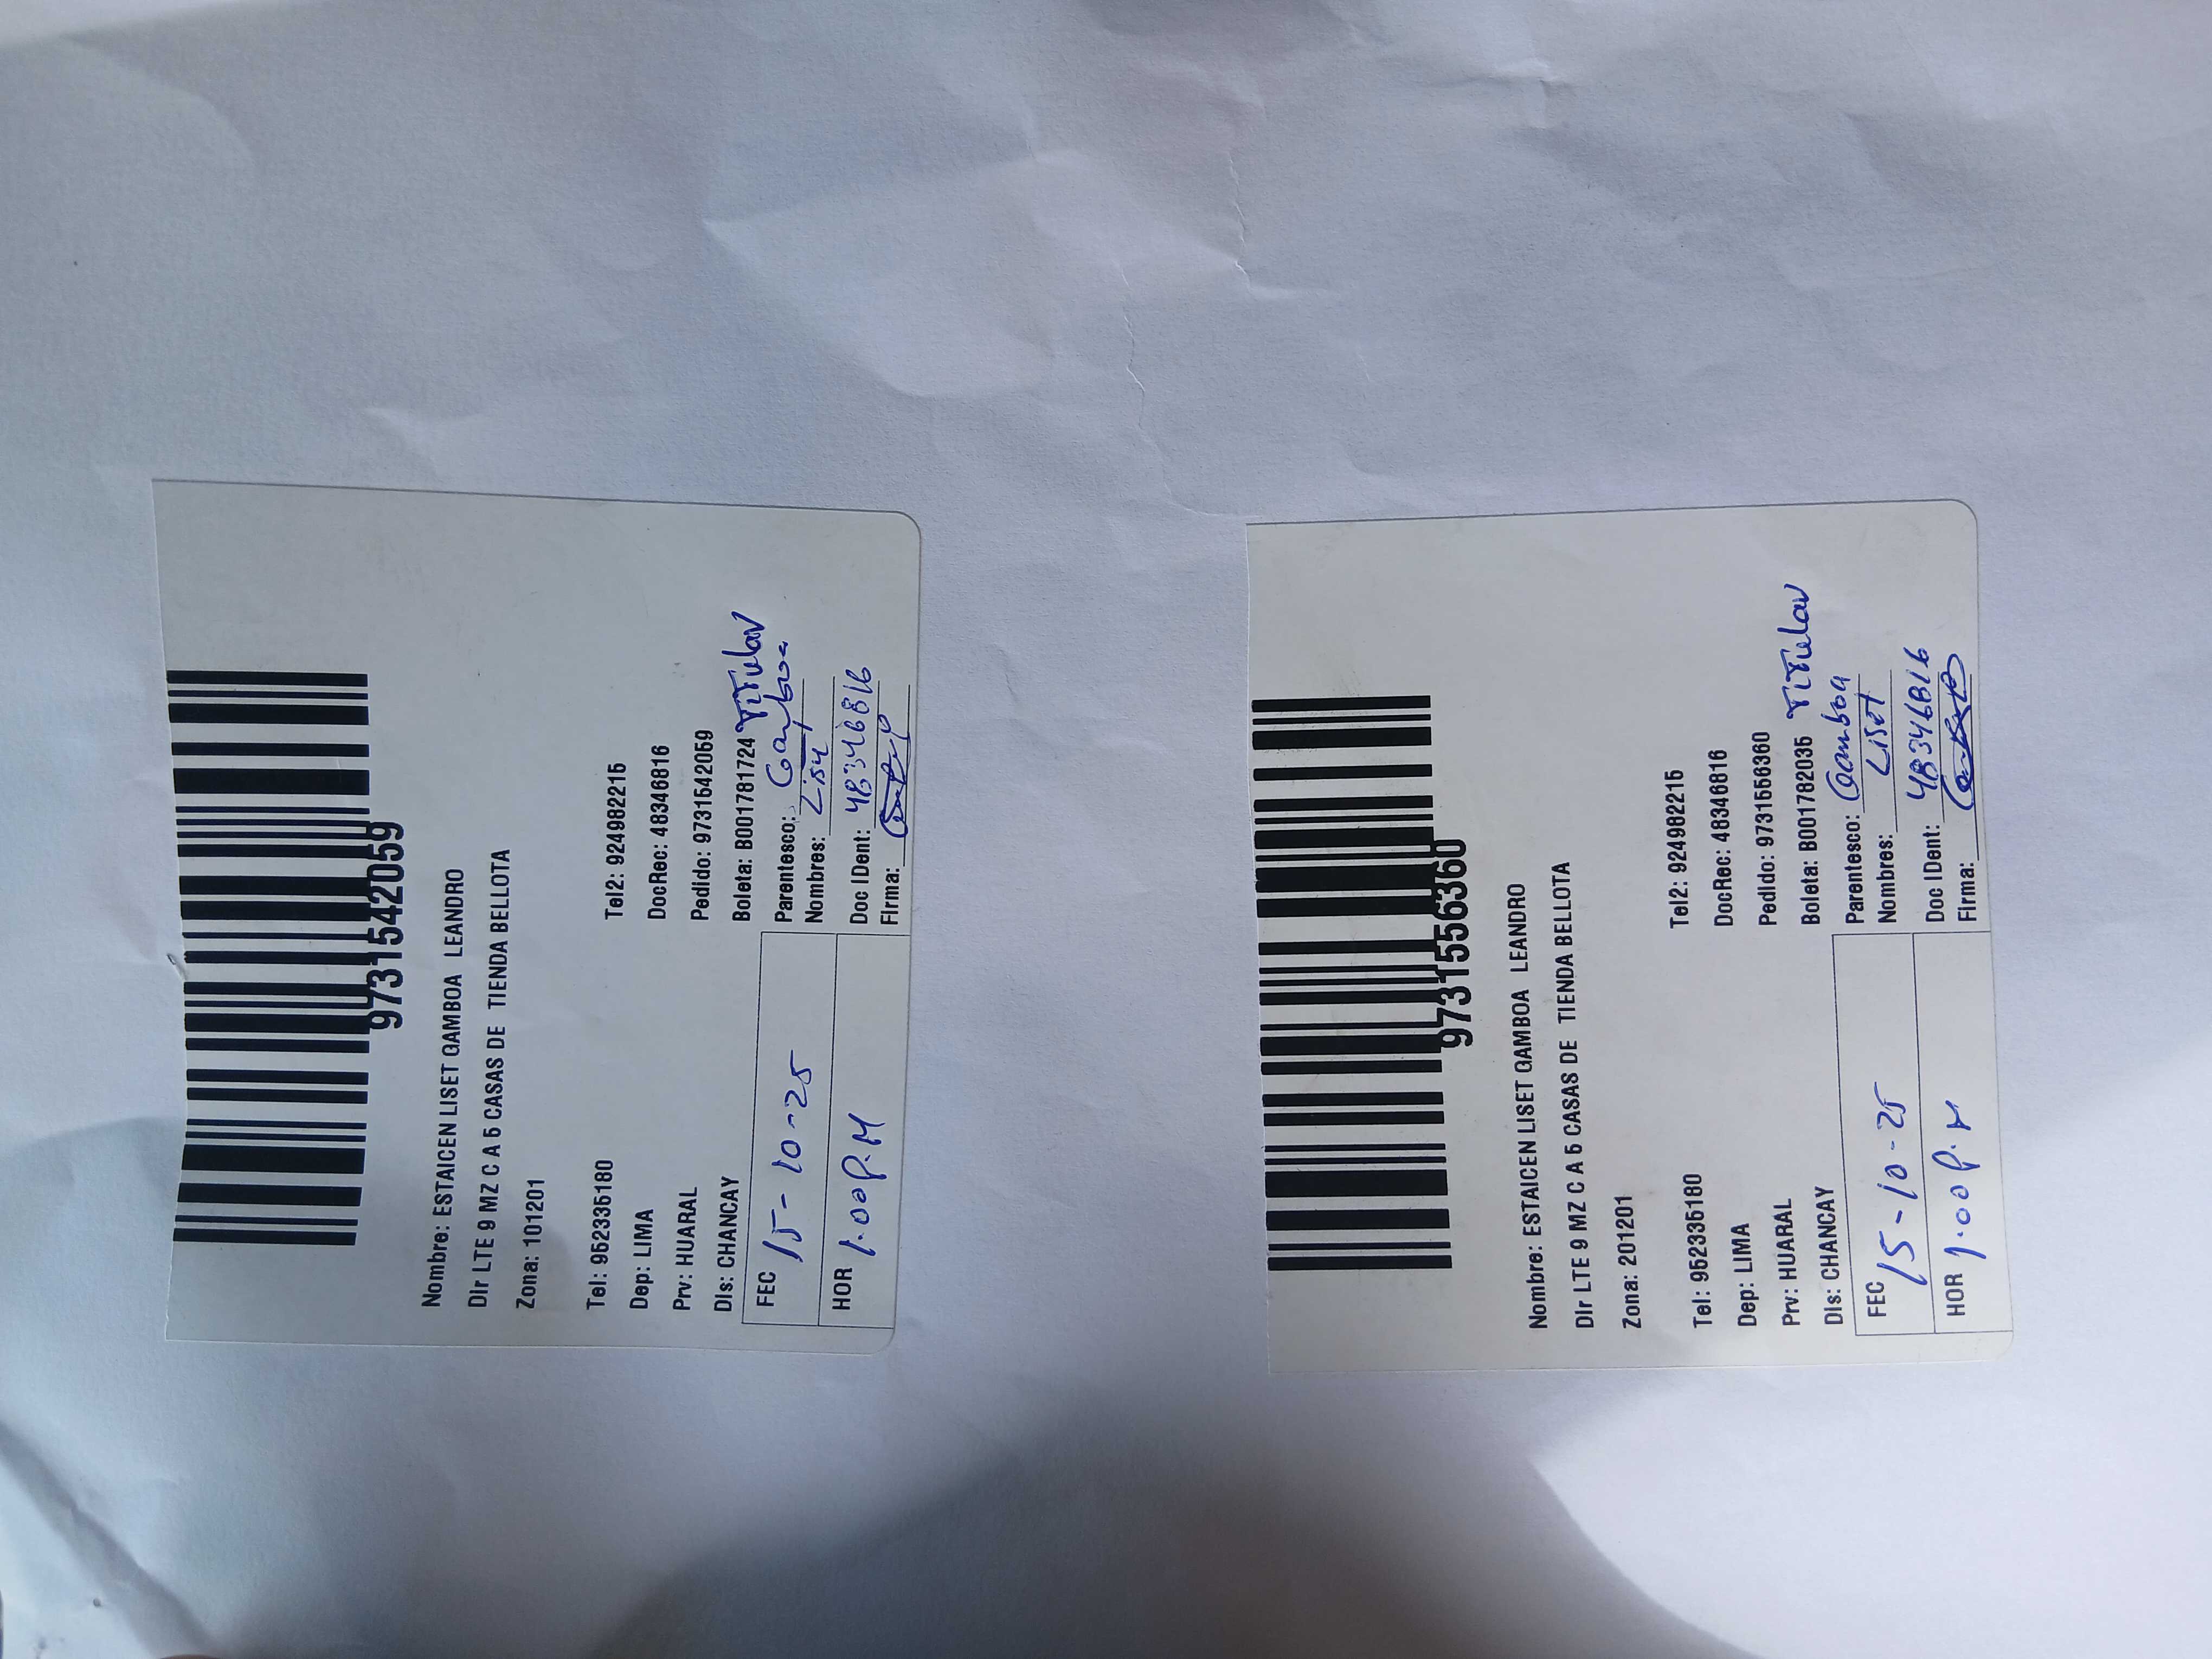 9731542059
Nombre: ESTAICEN LISET GAMBOA LEANDRO
DIr LTE 9 MZ C A 5 CASAS DE TIENDA BELLOTA
Zona: 101201
Tel: 952335180 Tel2: 924982215
Dep: LIMA DocRec: 48346816
Prv: HUARAL Pedido: 9731542059
DIs: CHANCAY Boleta: B001781724 Titular
FEC 15-10-25 Parentesco: Gamboa
Nombres:
HOR 1.00P.M Doc IDent: 48346816
Firma:
9731556360
Nombre: ESTAICEN LISET GAMBOA LEANDRO
DIr LTE 9 MZ C A 5 CASAS DE TIENDA BELLOTA
Zona: 201201
Tel: 952335180 Tel2: 924982215
Dep: LIMA DocRec: 48346816
Prv: HUARAL Pedido: 9731556360
DIs: CHANCAY Boleta: B001782035 Titular
FEC 15-10-25 Parentesco: Gamboa
Nombres: Liset
HOR 1.00P.M Doc IDent: 48346816
Firma: